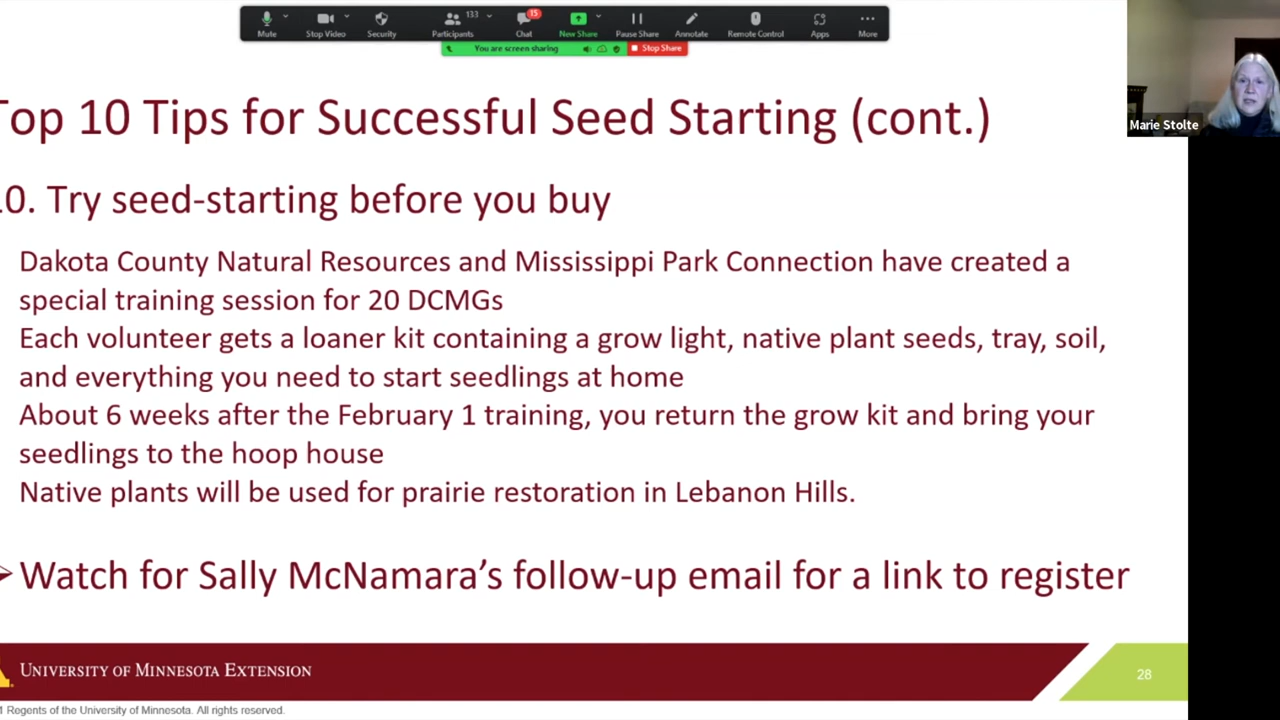 133
15
Mute
Stop Video
Security
Participants
Chat
New Share
Pause Share
Annotate
Remote Control
Apps
More
You are screen sharing
Stop Share
Marie Stolte
Top 10 Tips for Successful Seed Starting (cont.)
10. Try seed-starting before you buy
Dakota County Natural Resources and Mississippi Park Connection have created a
special training session for 20 DCMGs
Each volunteer gets a loaner kit containing a grow light, native plant seeds, tray, soil,
and everything you need to start seedlings at home
About 6 weeks after the February 1 training, you return the grow kit and bring your
seedlings to the hoop house
Native plants will be used for prairie restoration in Lebanon Hills.
Watch for Sally McNamara's follow-up email for a link to register
UNIVERSITY OF MINNESOTA EXTENSION
28
Regents of the University of Minnesota. All rights reserved.